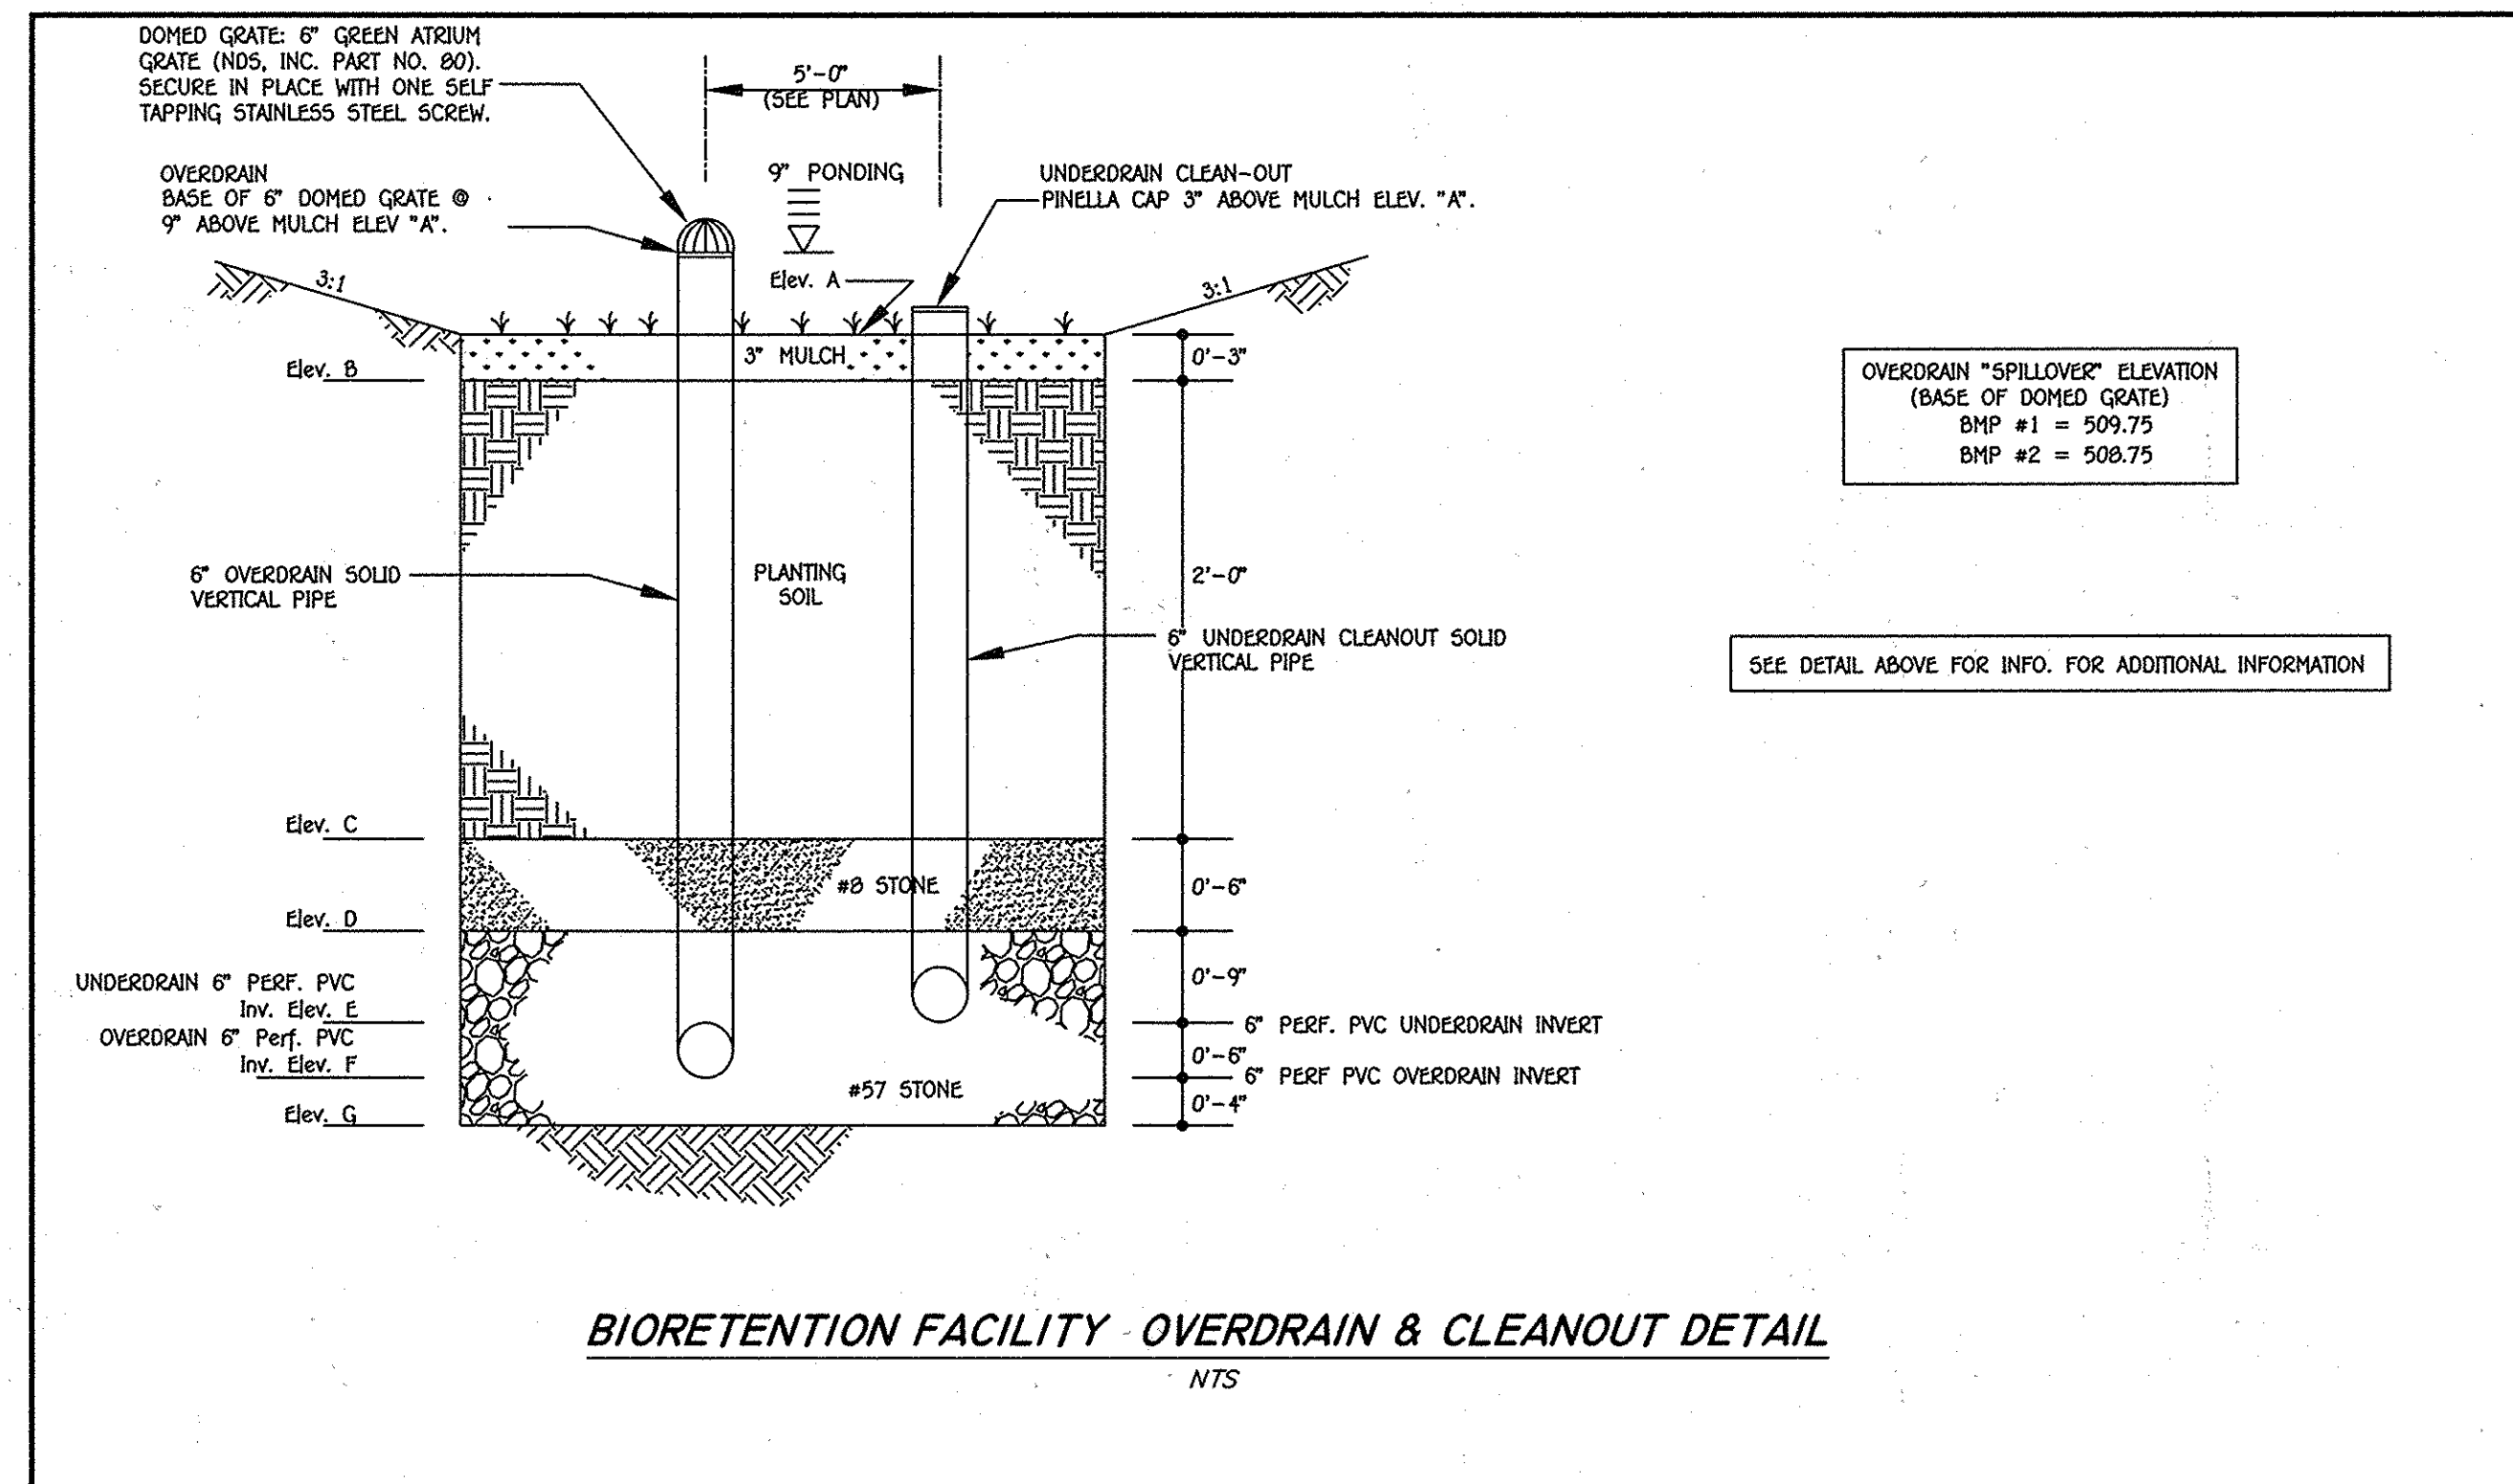 DOMED GRATE: 6" GREEN ATRIUM
GRATE (NDS, INC. PART NO. 80).
SECURE IN PLACE WITH ONE SELF
TAPPING STAINLESS STEEL SCREW.
5'-0"
(SEE PLAN)
OVERDRAIN
BASE OF 6" DOMED GRATE @
9" ABOVE MULCH ELEV "A".
9" PONDING
UNDERDRAIN CLEAN-OUT
PINELLA CAP 3" ABOVE MULCH ELEV. "A".
3:1
Elev. A
3:1
Elev. B
3" MULCH
0'-3"
OVERDRAIN "SPILLOVER" ELEVATION
(BASE OF DOMED GRATE)
BMP #1 = 509.75
BMP #2 = 508.75
6" OVERDRAIN SOLID
VERTICAL PIPE
PLANTING
SOIL
2'-0"
6" UNDERDRAIN CLEANOUT SOLID
VERTICAL PIPE
SEE DETAIL ABOVE FOR INFO. FOR ADDITIONAL INFORMATION
Elev. C
#8 STONE
0'-6"
Elev. D
UNDERDRAIN 6" PERF. PVC
Inv. Elev. E
0'-9"
6" PERF. PVC UNDERDRAIN INVERT
OVERDRAIN 6" Perf. PVC
Inv. Elev. F
0'-6"
6" PERF PVC OVERDRAIN INVERT
#57 STONE
0'-4"
Elev. G
BIORETENTION FACILITY OVERDRAIN & CLEANOUT DETAIL
NTS